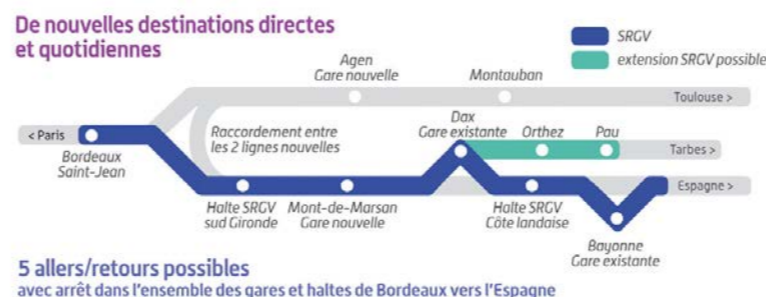 De nouvelles destinations directes
et quotidiennes
SRGV
extension SRGV possible
Agen
Gare nouvelle
Montauban
Toulouse >
< Paris
Bordeaux
Saint-Jean
Raccordement entre
les 2 lignes nouvelles
Dax
Gare existante
Orthez
Pau
Tarbes >
Espagne >
Halte SRGV
sud Gironde
Mont-de-Marsan
Gare nouvelle
Halte SRGV
Côte landaise
Bayonne
Gare existante
5 allers/retours possibles
avec arrêt dans l'ensemble des gares et haltes de Bordeaux vers l'Espagne